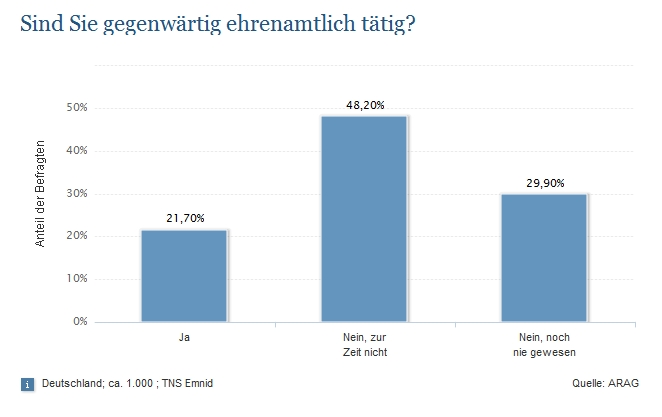 Sind Sie gegenwärtig ehrenamtlich tätig?
Anteil der Befragten
50%
40%
30%
20%
10%
0%
21,70%
48,20%
29,90%
Ja
Nein, zur
Zeit nicht
Nein, noch
nie gewesen
i Deutschland; ca. 1.000 ; TNS Emnid
Quelle: ARAG